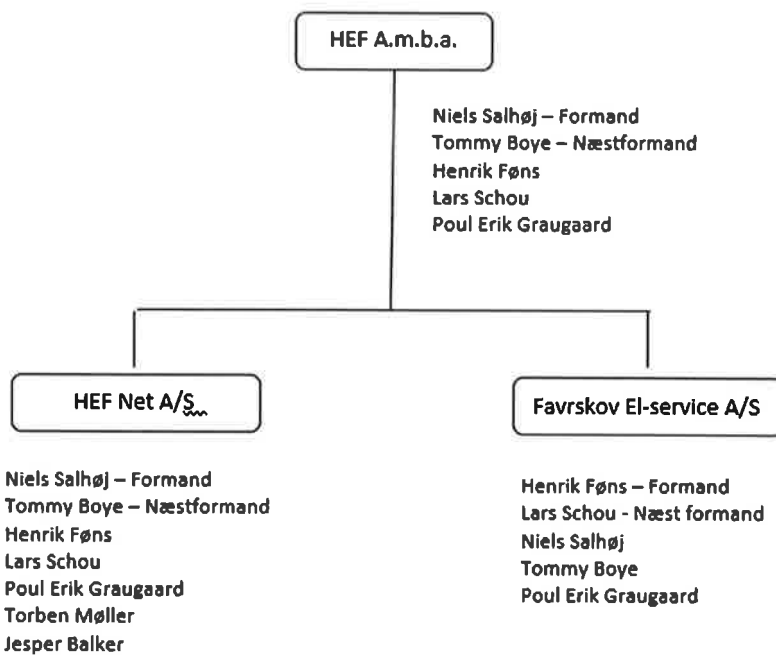 HEF A.m.b.a.
Niels Salhøj – Formand
Tommy Boye – Næstformand
Henrik Føns
Lars Schou
Poul Erik Graugaard
HEF Net A/S
Niels Salhøj – Formand
Tommy Boye – Næstformand
Henrik Føns
Lars Schou
Poul Erik Graugaard
Torben Møller
Jesper Balker
Favrskov El-service A/S
Henrik Føns – Formand
Lars Schou - Næst formand
Niels Salhøj
Tommy Boye
Poul Erik Graugaard